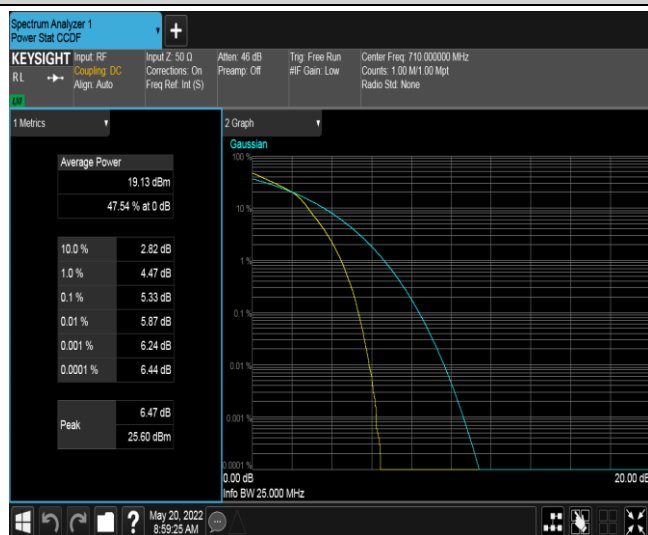 Spectrum Analyzer 1
Power Stat CCDF
+
KEYSIGHT
RL
LXI
Input: RF
Coupling: DC
Align: Auto
Input Z: 50 Ω
Corrections: On
Freq Ref: Int (S)
Atten: 46 dB
Preamp: Off
Trig: Free Run
#IF Gain: Low
Center Freq: 710.000000 MHz
Counts: 1.00 M/1.00 Mpt
Radio Std: None
1 Metrics
Average Power
19.13 dBm
47.54 % at 0 dB
10.0 % 2.82 dB
1.0 % 4.47 dB
0.1 % 5.33 dB
0.01 % 5.87 dB
0.001 % 6.24 dB
0.0001 % 6.44 dB
Peak
6.47 dB
25.60 dBm
2 Graph
Gaussian
100 %
10 %
1 %
0.1 %
0.01 %
0.001 %
0.0001 %
0.00 dB
20.00 dB
Info BW 25.000 MHz
?
May 20, 2022
8:59:25 AM